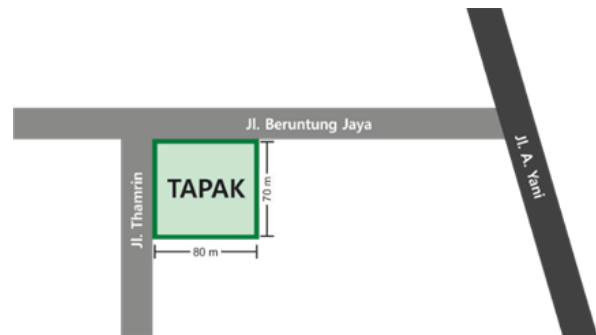 Jl. Beruntung Jaya
Jl. Thamrin
TAPAK
70 m
80 m
Jl. A. Yani